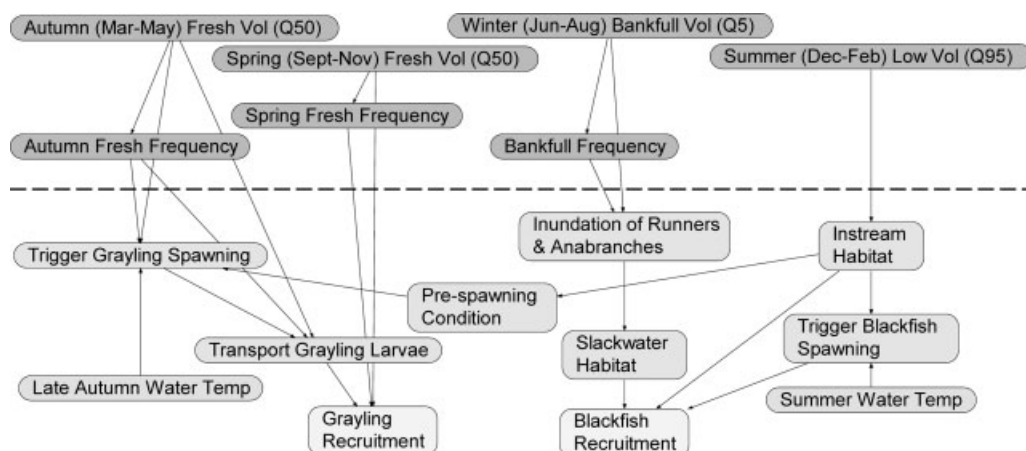 Autumn (Mar-May) Fresh Vol (Q50)
Winter (Jun-Aug) Bankfull Vol (Q5)
Spring (Sept-Nov) Fresh Vol (Q50)
Summer (Dec-Feb) Low Vol (Q95)
Spring Fresh Frequency
Autumn Fresh Frequency
Bankfull Frequency
Inundation of Runners
& Anabranches
Instream
Habitat
Trigger Grayling Spawning
Pre-spawning
Condition
Trigger Blackfish
Spawning
Transport Grayling Larvae
Slackwater
Habitat
Late Autumn Water Temp
Summer Water Temp
Grayling
Recruitment
Blackfish
Recruitment